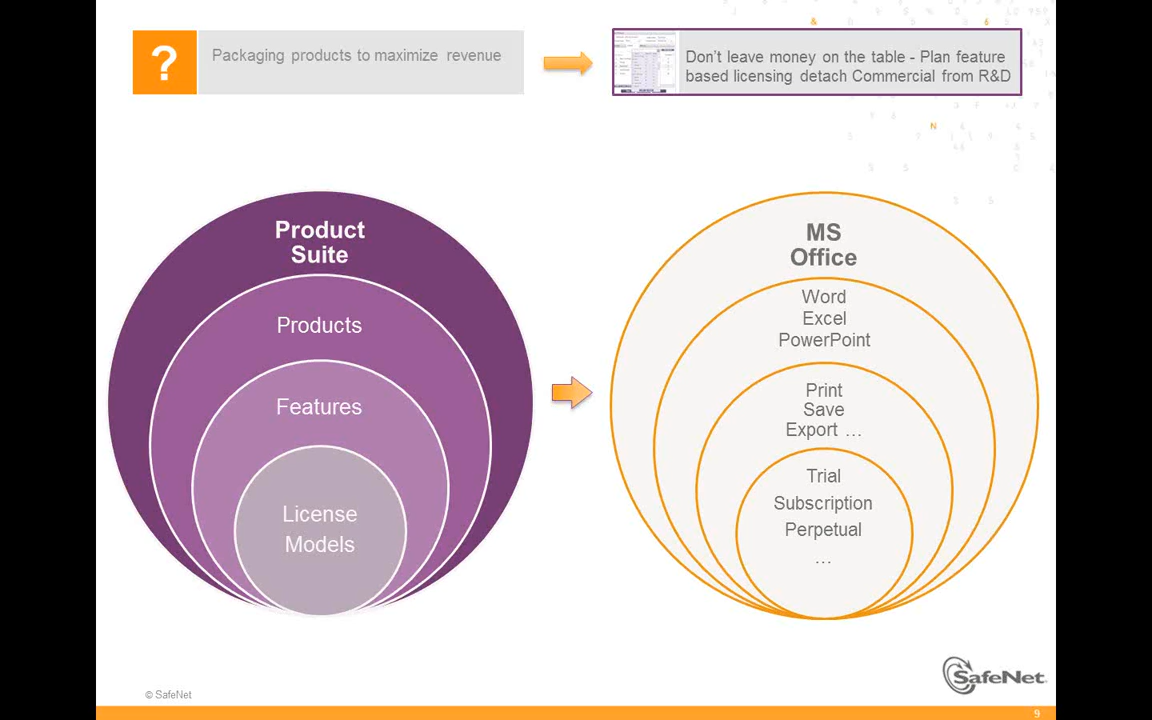 ?
Packaging products to maximize revenue
Don't leave money on the table - Plan feature
based licensing detach Commercial from R&D
Product
Suite
Products
Features
License
Models
MS
Office
Word
Excel
PowerPoint
Print
Save
Export …
Trial
Subscription
Perpetual
…
© SafeNet
SafeNet
9